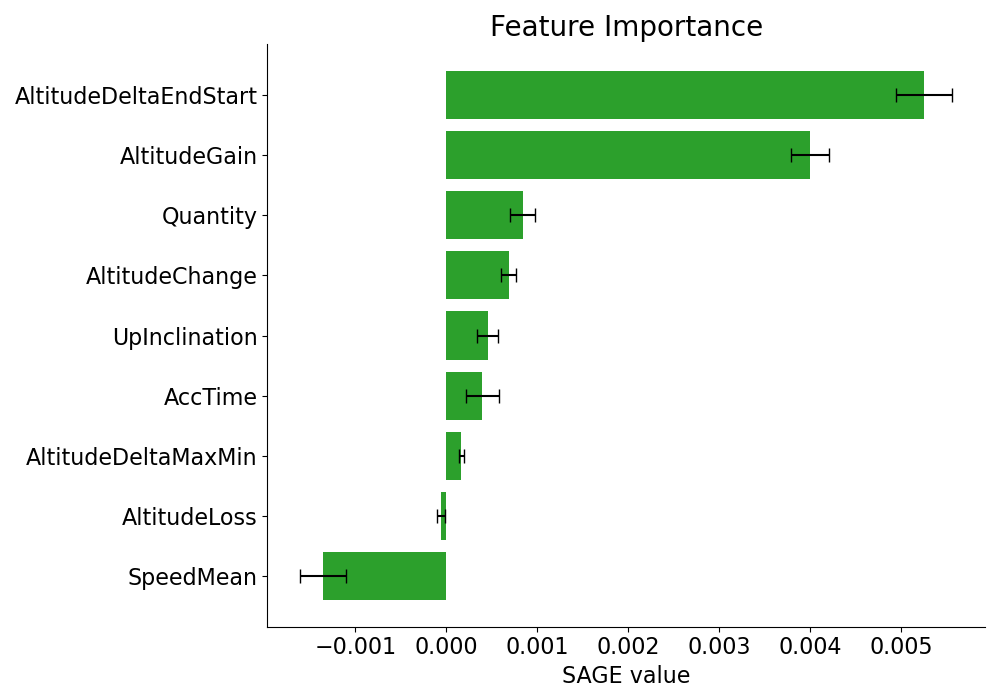 Feature Importance
AltitudeDeltaEndStart
AltitudeGain
Quantity
AltitudeChange
UpInclination
AccTime
AltitudeDeltaMaxMin
AltitudeLoss
SpeedMean
−0.001 0.000 0.001 0.002 0.003 0.004 0.005
SAGE value